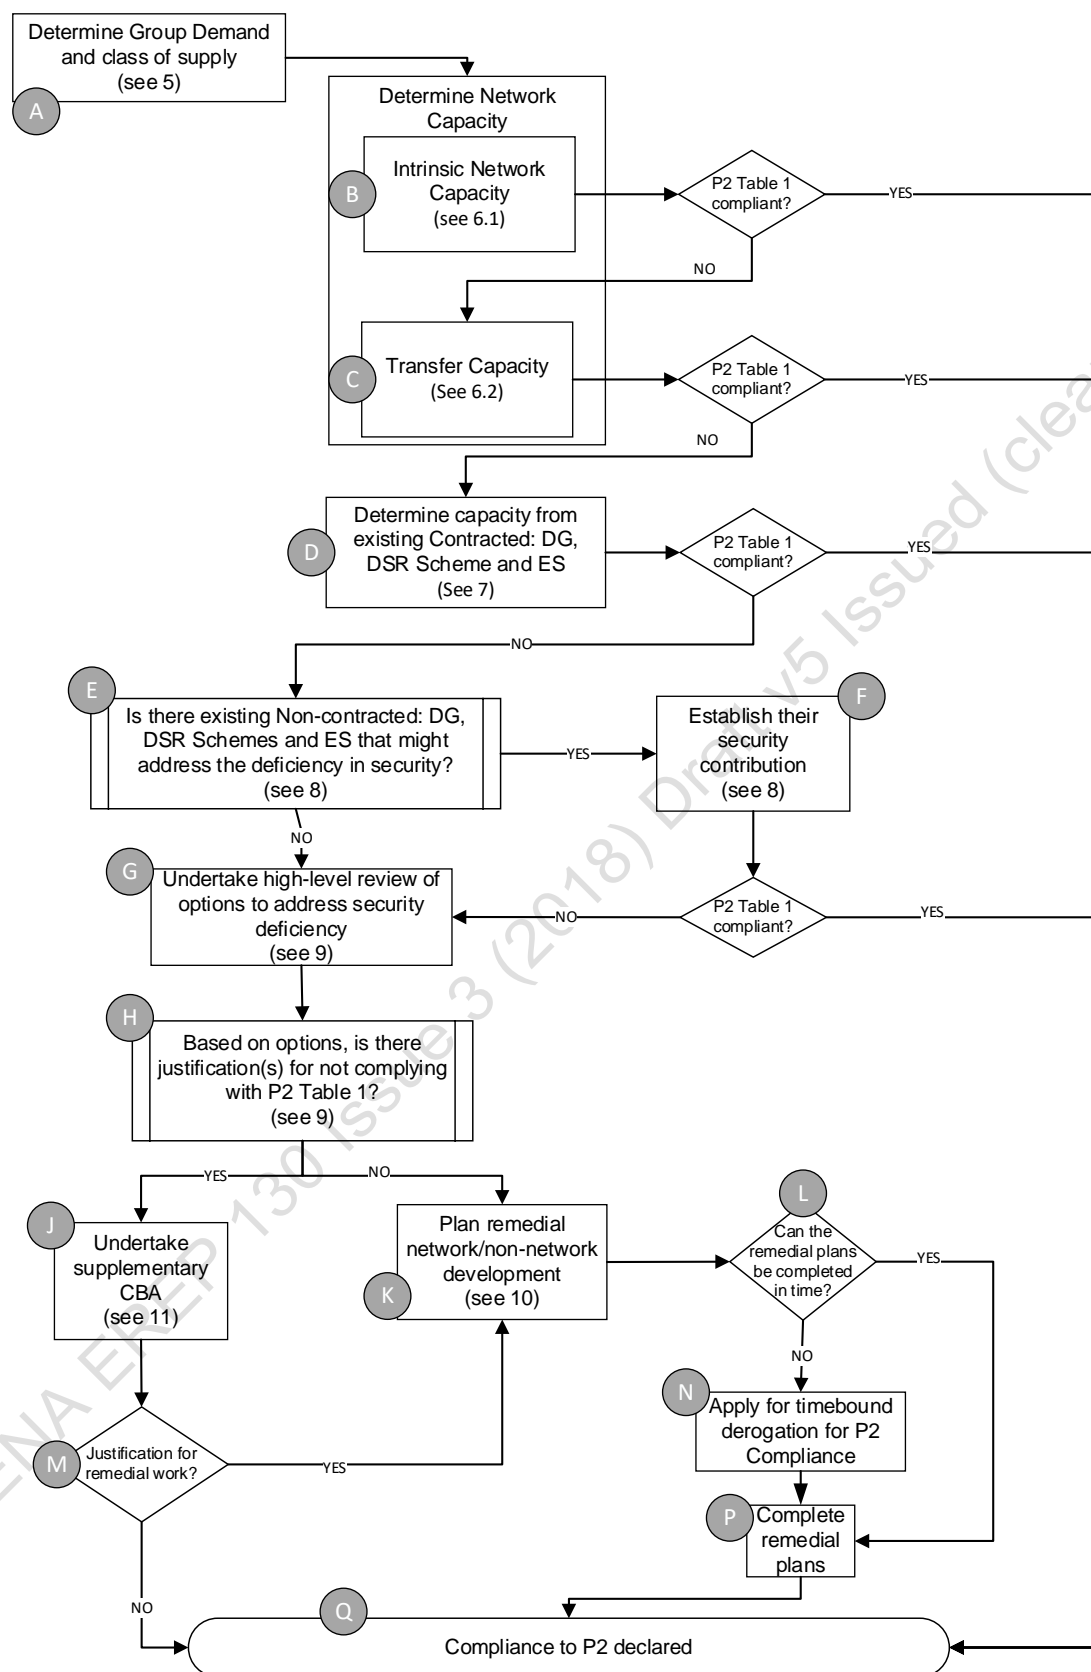 Determine Group Demand
and class of supply
(see 5)
A
Determine Network
Capacity
B
Intrinsic Network
Capacity
(see 6.1)
P2 Table 1
compliant?
YES
NO
C
Transfer Capacity
(See 6.2)
P2 Table 1
compliant?
YES
NO
D
Determine capacity from
existing Contracted: DG,
DSR Scheme and ES
(See 7)
P2 Table 1
compliant?
YES
NO
E
Is there existing Non-contracted: DG,
DSR Schemes and ES that might
address the deficiency in security?
(see 8)
YES
F
Establish their
security
contribution
(see 8)
NO
G
Undertake high-level review of
options to address security
deficiency
(see 9)
NO
P2 Table 1
compliant?
YES
H
Based on options, is there
justification(s) for not complying
with P2 Table 1?
(see 9)
YES
NO
J
Undertake
supplementary
CBA
(see 11)
K
Plan remedial
network/non-network
development
(see 10)
L
Can the
remedial plans
be completed
in time?
YES
NO
N
Apply for timebound
derogation for P2
Compliance
M
Justification for
remedial work?
YES
NO
P
Complete
remedial
plans
Q
Compliance to P2 declared
ENA EREP 130 Issue 3 (2018) Draft v5 Issued (clea